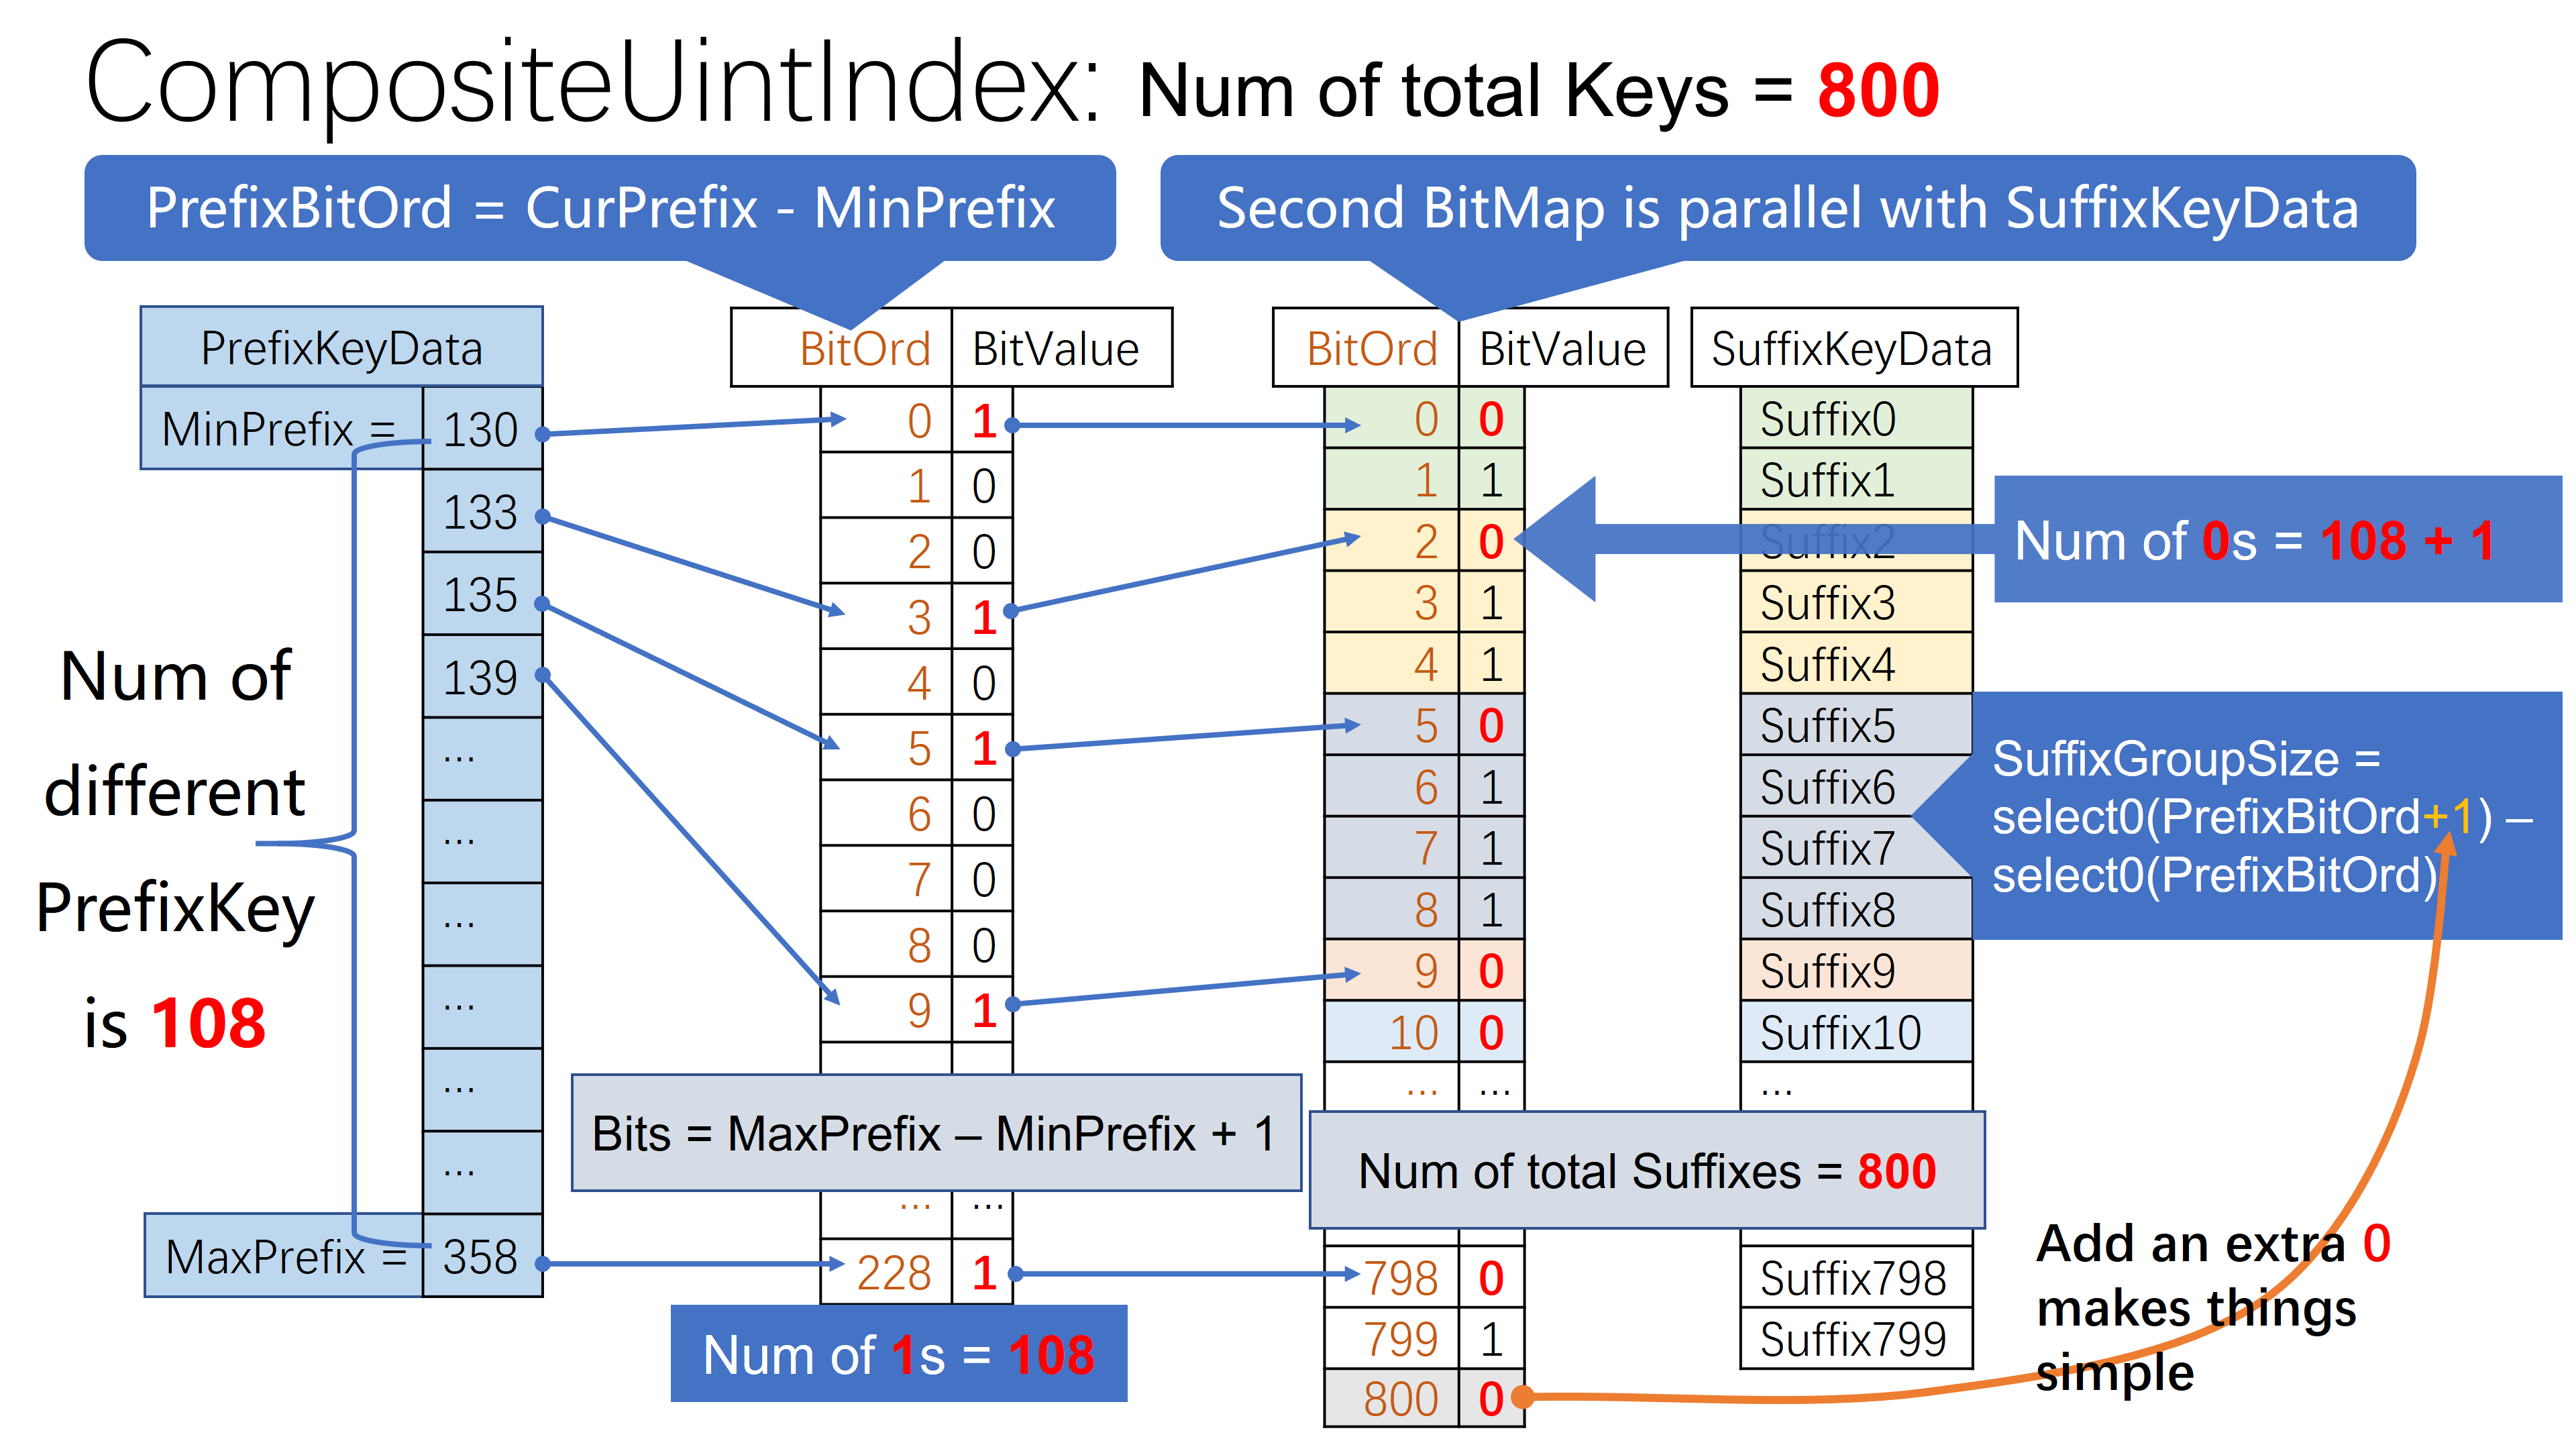 CompositeUintIndex: Num of total Keys = 800
PrefixBitOrd = CurPrefix - MinPrefix
Second BitMap is parallel with SuffixKeyData
PrefixKeyData
MinPrefix = 130
133
135
139
...
...
...
...
...
...
MaxPrefix = 358
Num of
different
PrefixKey
is 108
BitOrd BitValue
0 1
1 0
2 0
3 1
4 0
5 1
6 0
7 0
8 0
9 1
Bits = MaxPrefix – MinPrefix + 1
... ...
228 1
Num of 1s = 108
BitOrd BitValue
0 0
1 1
2 0
3 1
4 1
5 0
6 1
7 1
8 1
9 0
10 0
... ...
798 0
799 1
800 0
SuffixKeyData
Suffix0
Suffix1
Suffix2
Suffix3
Suffix4
Suffix5
Suffix6
Suffix7
Suffix8
Suffix9
Suffix10
...
Num of total Suffixes = 800
Suffix798
Suffix799
Num of 0s = 108 + 1
SuffixGroupSize =
select0(PrefixBitOrd+1) –
select0(PrefixBitOrd)
Add an extra 0
makes things
simple